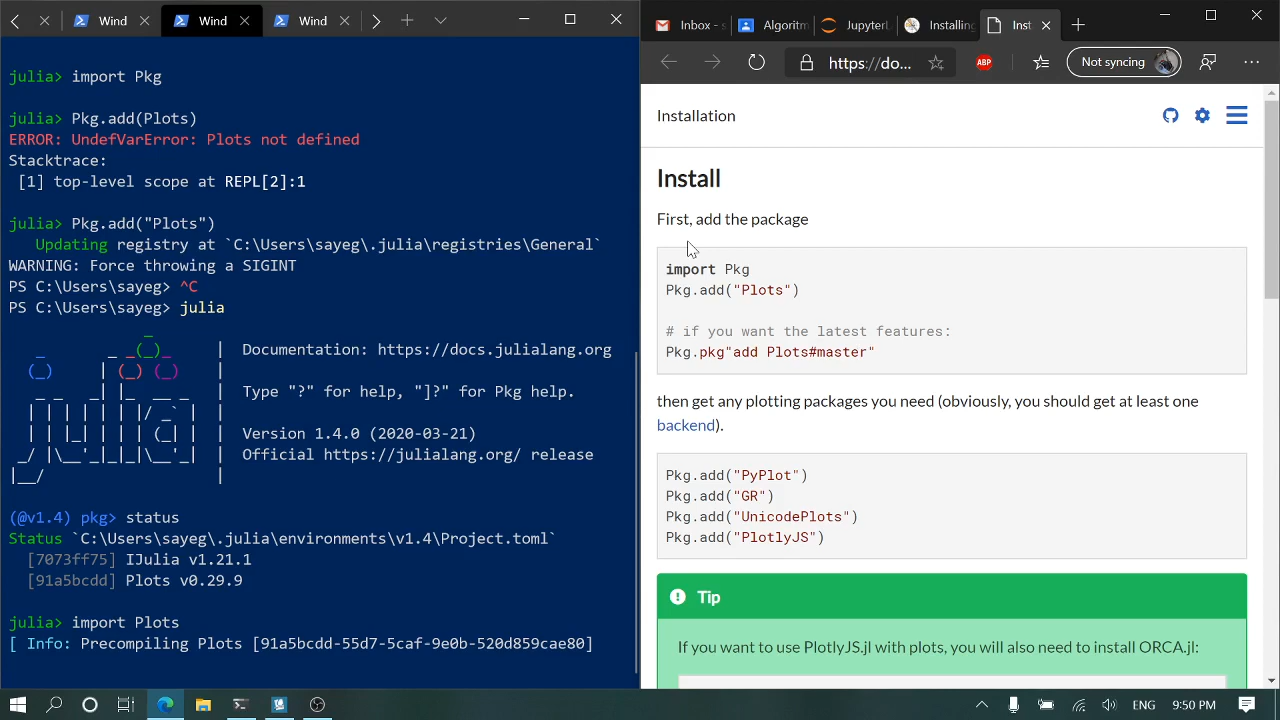 Wind
Wind
Wind
julia> import Pkg
julia> Pkg.add(Plots)
ERROR: UndefVarError: Plots not defined
Stacktrace:
[1] top-level scope at REPL[2]:1
julia> Pkg.add("Plots")
Updating registry at `C:\Users\sayeg\.julia\registries\General`
WARNING: Force throwing a SIGINT
PS C:\Users\sayeg> ^C
PS C:\Users\sayeg> julia
Documentation: https://docs.julialang.org
Type "?" for help, "]?" for Pkg help.
Version 1.4.0 (2020-03-21)
Official https://julialang.org/ release
(@v1.4) pkg> status
Status `C:\Users\sayeg\.julia\environments\v1.4\Project.toml`
[7073ff75] IJulia v1.21.1
[91a5bcdd] Plots v0.29.9
julia> import Plots
[ Info: Precompiling Plots [91a5bcdd-55d7-5caf-9e0b-520d859cae80]
Inbox - s
Algoritm
JupyterL
Installing
Inst
https://do...
ABP
Not syncing
Installation
Install
First, add the package
import Pkg
Pkg.add("Plots")
# if you want the latest features:
Pkg.pkg"add Plots#master"
then get any plotting packages you need (obviously, you should get at least one
backend).
Pkg.add("PyPlot")
Pkg.add("GR")
Pkg.add("UnicodePlots")
Pkg.add("PlotlyJS")
Tip
If you want to use PlotlyJS.jl with plots, you will also need to install ORCA.jl:
9:50 PM